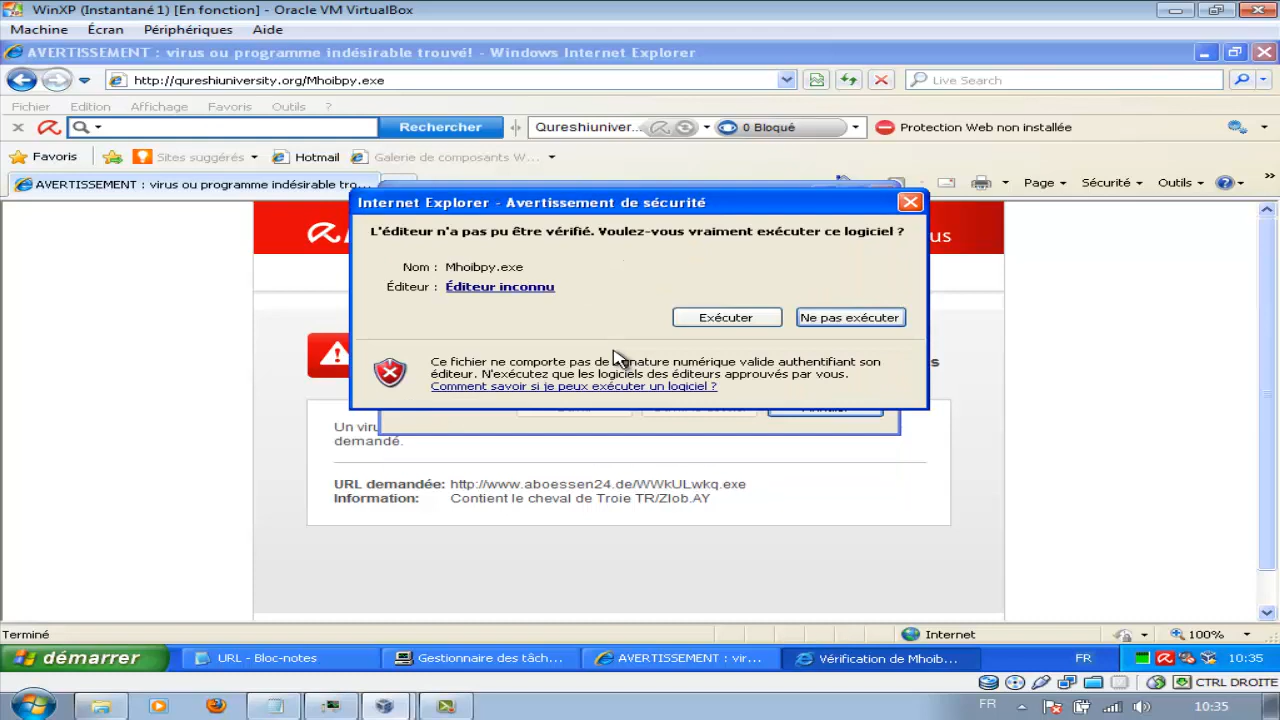 WinXP (Instantané 1) [En fonction] - Oracle VM VirtualBox
Machine Écran Périphériques Aide
AVERTISSEMENT : virus ou programme indésirable trouvé! - Windows Internet Explorer
http://qureshiuniversity.org/Mhoibpy.exe
Live Search
Fichier Edition Affichage Favoris Outils ?
Rechercher
Qureshiuniver...
0 Bloqué
Protection Web non installée
Favoris
Sites suggérés
Hotmail
Galerie de composants W...
AVERTISSEMENT : virus ou programme indésirable tro...
Page Sécurité Outils
Internet Explorer - Avertissement de sécurité
L'éditeur n'a pas pu être vérifié. Voulez-vous vraiment exécuter ce logiciel ?
Nom : Mhoibpy.exe
Éditeur : Éditeur inconnu
Exécuter Ne pas exécuter
Ce fichier ne comporte pas de signature numérique valide authentifiant son
éditeur. N'exécutez que les logiciels des éditeurs approuvés par vous.
Comment savoir si je peux exécuter un logiciel ?
Un
demandé.
URL demandée: http://www.aboessen24.de/WWkULwkq.exe
Information: Contient le cheval de Troie TR/Zlob.AY
Terminé
Internet
100%
démarrer
URL - Bloc-notes
Gestionnaire des tâch...
AVERTISSEMENT : vir...
Vérification de Mhoib...
FR
10:35
CTRL DROITE
FR
10:35